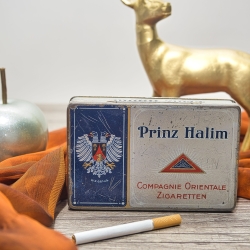 Prinz Halim
COMPAGNIE ORIENTALE
ZIGARETTEN